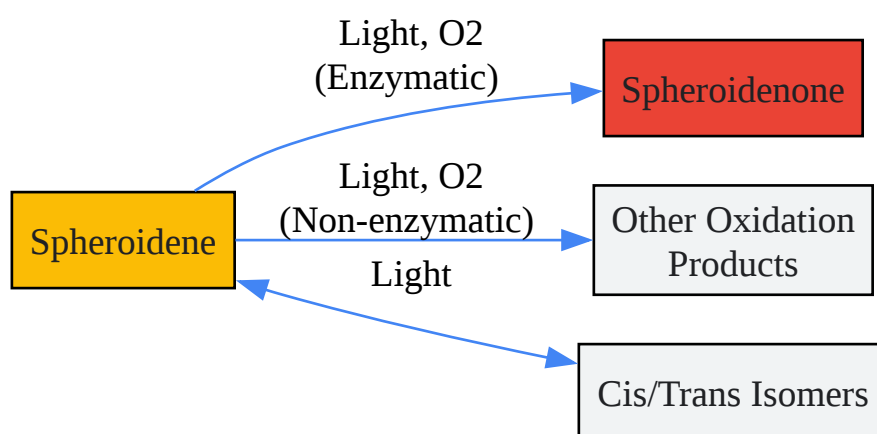 Light, O2
(Enzymatic)
Spheroidenone
Light, O2
(Non-enzymatic)
Spheroidene
Other Oxidation
Products
Light
Cis/Trans Isomers